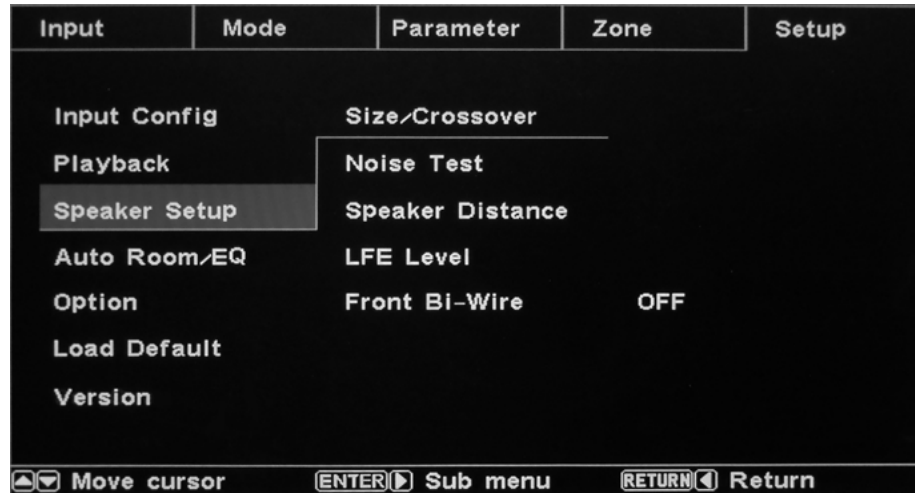 Input Mode Parameter Zone Setup
Input Config Size/Crossover
Playback Noise Test
Speaker Setup Speaker Distance
Auto Room/EQ LFE Level
Option Front Bi-Wire OFF
Load Default
Version
Move cursor ENTER Sub menu RETURN Return